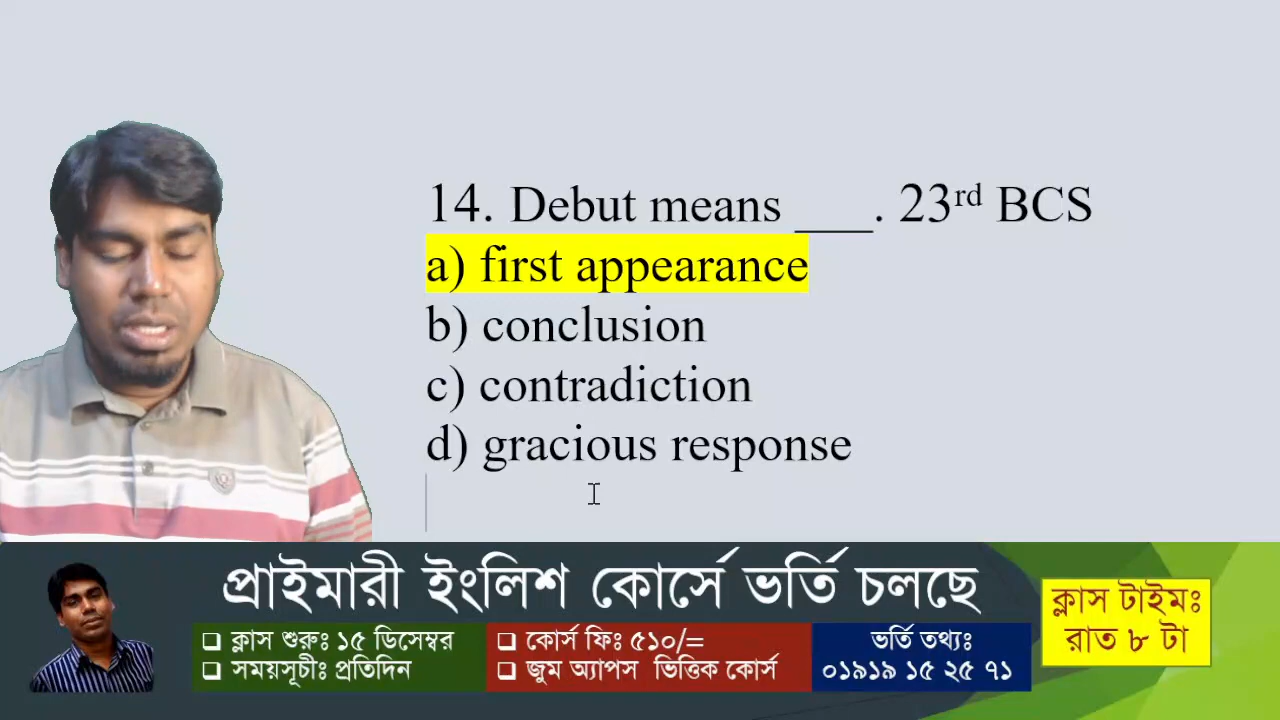 14. Debut means ___. 23rd BCS
a) first appearance
b) conclusion
c) contradiction
d) gracious response
প্রাইমারী ইংলিশ কোর্সে ভর্তি চলছে
❑ ক্লাস শুরুঃ ১৫ ডিসেম্বর
❑ সময়সূচীঃ প্রতিদিন
❑ কোর্স ফিঃ ৫১০/=
❑ জুম অ্যাপস ভিত্তিক কোর্স
ভর্তি তথ্যঃ
০১৯১৯ ১৫ ২৫ ৭১
ক্লাস টাইমঃ
রাত ৮ টা